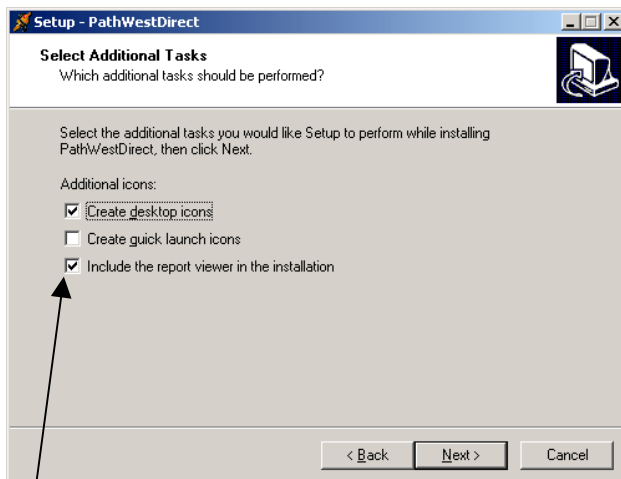 Setup - PathWestDirect
Select Additional Tasks
Which additional tasks should be performed?
Select the additional tasks you would like Setup to perform while installing
PathWestDirect, then click Next.
Additional icons:
Create desktop icons
Create quick launch icons
Include the report viewer in the installation
< Back
Next >
Cancel